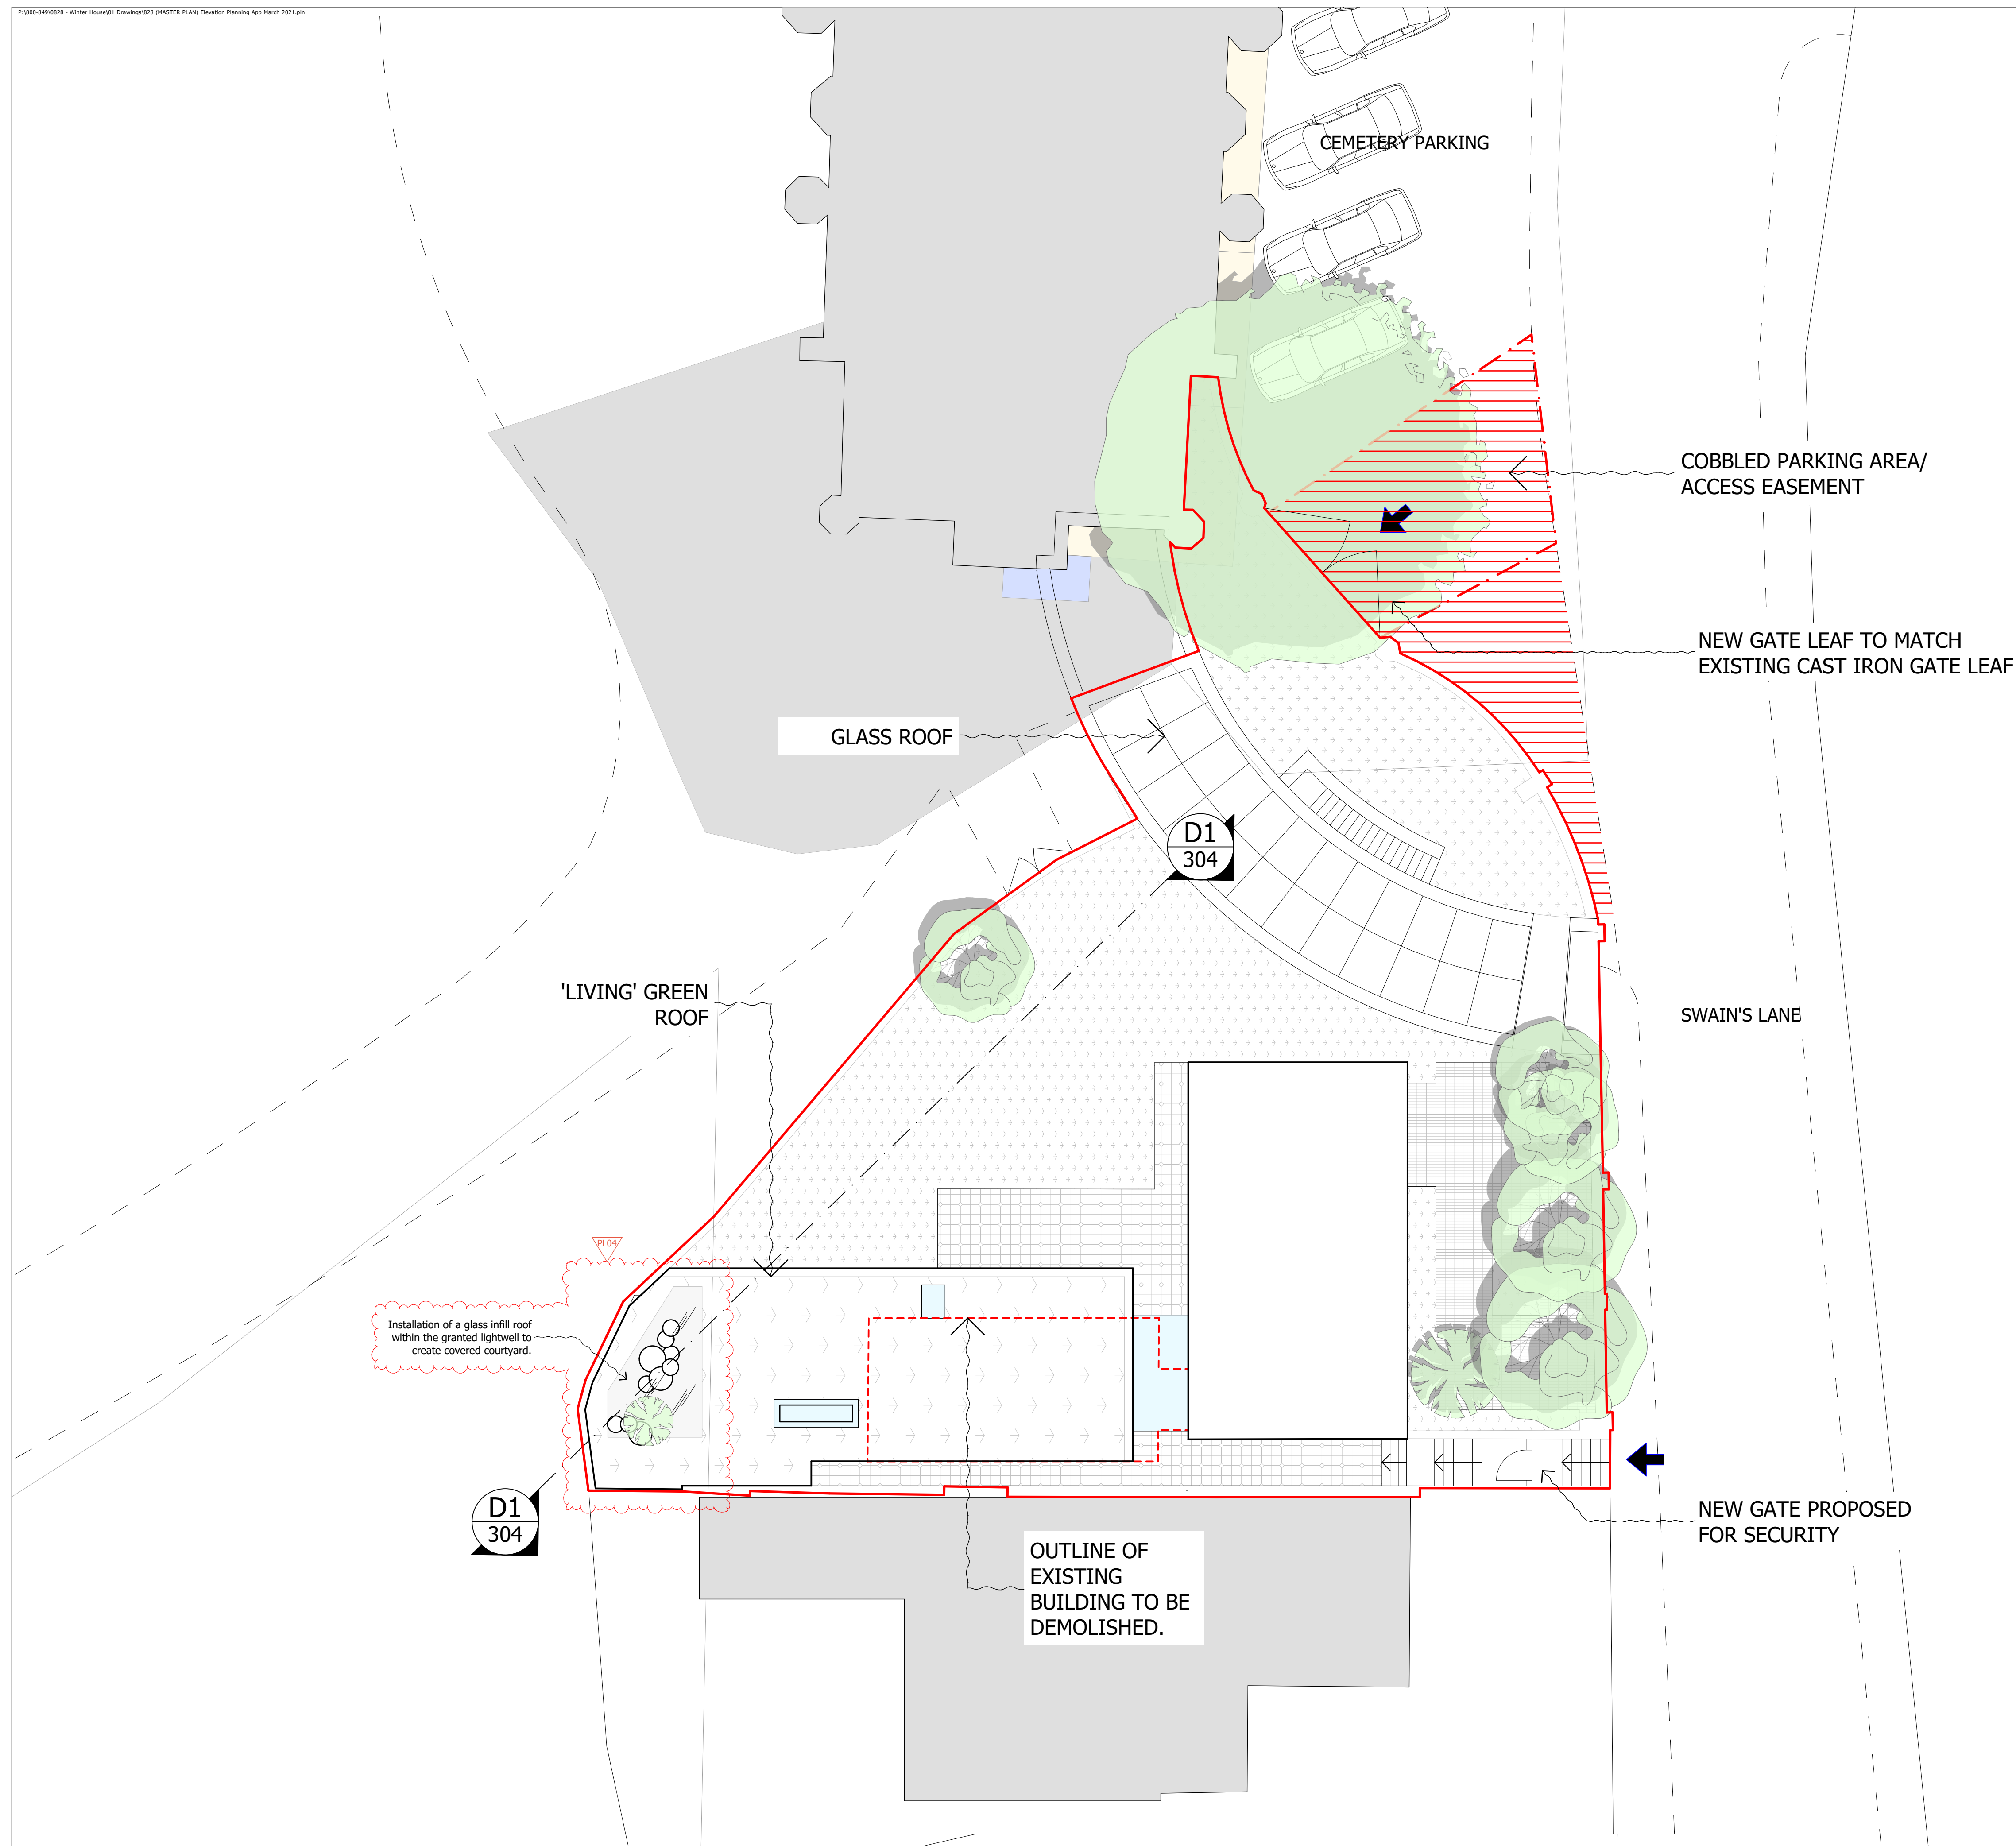 P:\800-849\0828 - Winter House\01 Drawings\828 (MASTER PLAN) Elevation Planning App March 2021.pln
CEMETERY PARKING
COBBLED PARKING AREA/
ACCESS EASEMENT
NEW GATE LEAF TO MATCH
EXISTING CAST IRON GATE LEAF
GLASS ROOF
D1
304
'LIVING' GREEN
ROOF
SWAIN'S LANE
PL04
Installation of a glass infill roof
within the granted lightwell to
create covered courtyard.
D1
304
NEW GATE PROPOSED
FOR SECURITY
OUTLINE OF
EXISTING
BUILDING TO BE
DEMOLISHED.